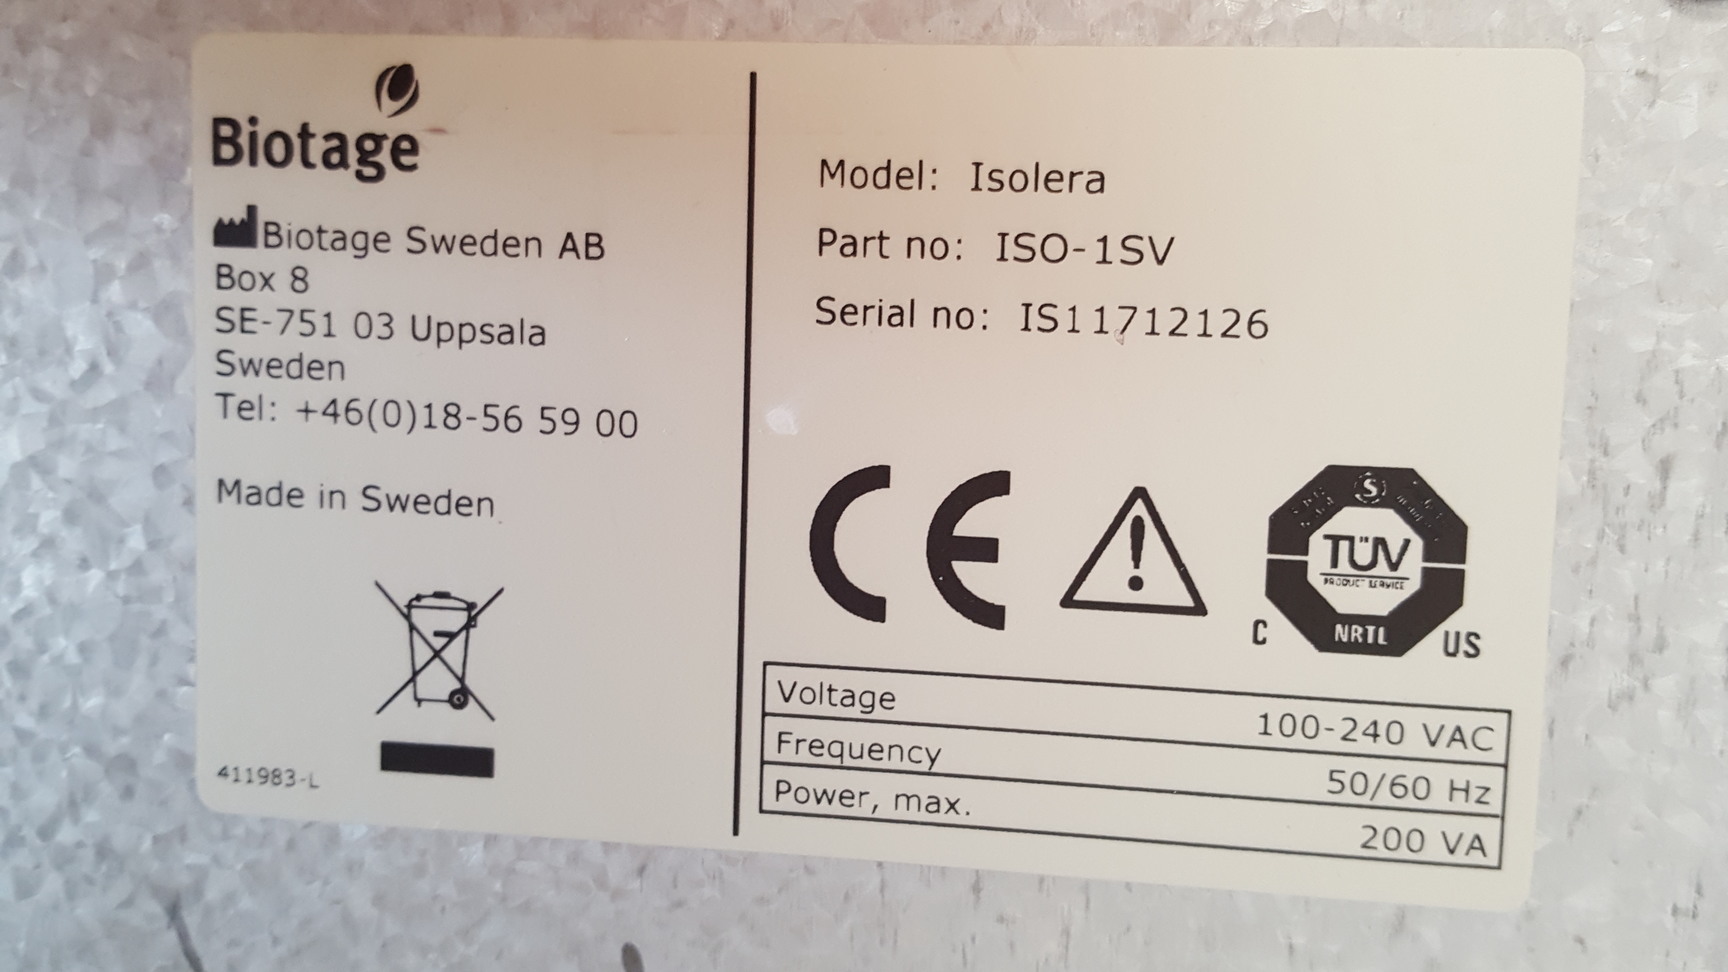 Biotage
Biotage Sweden AB
Box 8
SE-751 03 Uppsala
Sweden
Tel: +46(0)18-56 59 00
Made in Sweden
411983-L
Model: Isolera
Part no: ISO-1SV
Serial no: IS11712126
CE
S
TÜV
PRODUCT SERVICE
NRTL
C US
Voltage 100-240 VAC
Frequency 50/60 Hz
Power, max. 200 VA